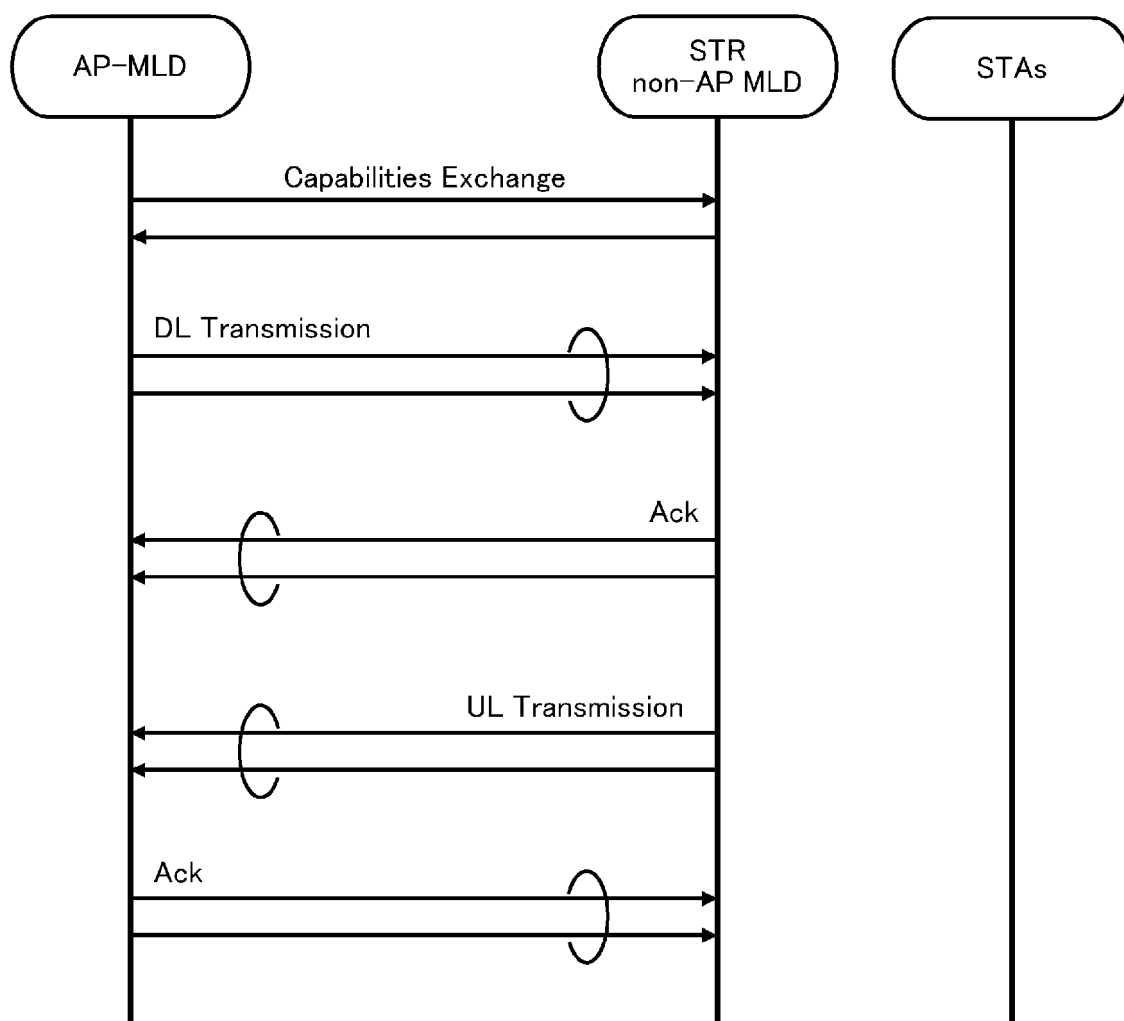 AP-MLD
STR
non-AP MLD
STAs
Capabilities Exchange
DL Transmission
Ack
UL Transmission
Ack